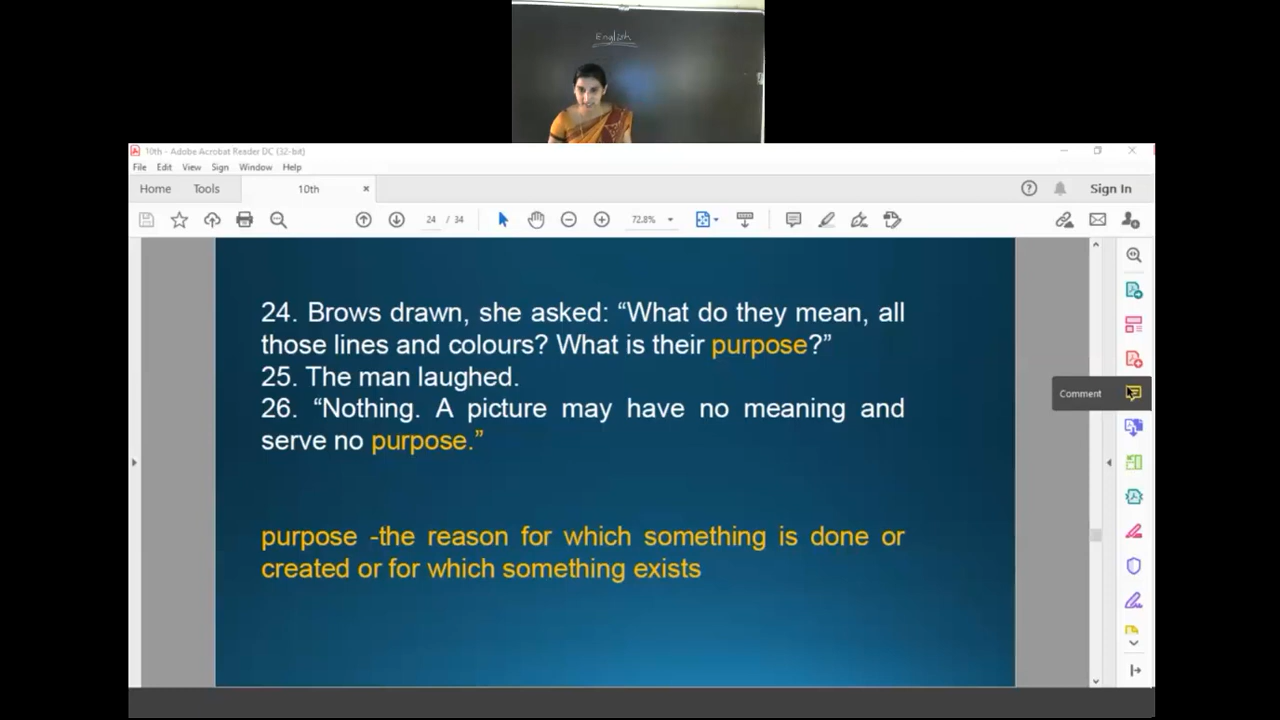 English
10th - Adobe Acrobat Reader DC (32-bit)
File Edit View Sign Window Help
Home Tools 10th × Sign In
24 / 34 72.8%
24. Brows drawn, she asked: “What do they mean, all
those lines and colours? What is their purpose?”
25. The man laughed.
26. “Nothing. A picture may have no meaning and
serve no purpose.”
Comment
purpose -the reason for which something is done or
created or for which something exists